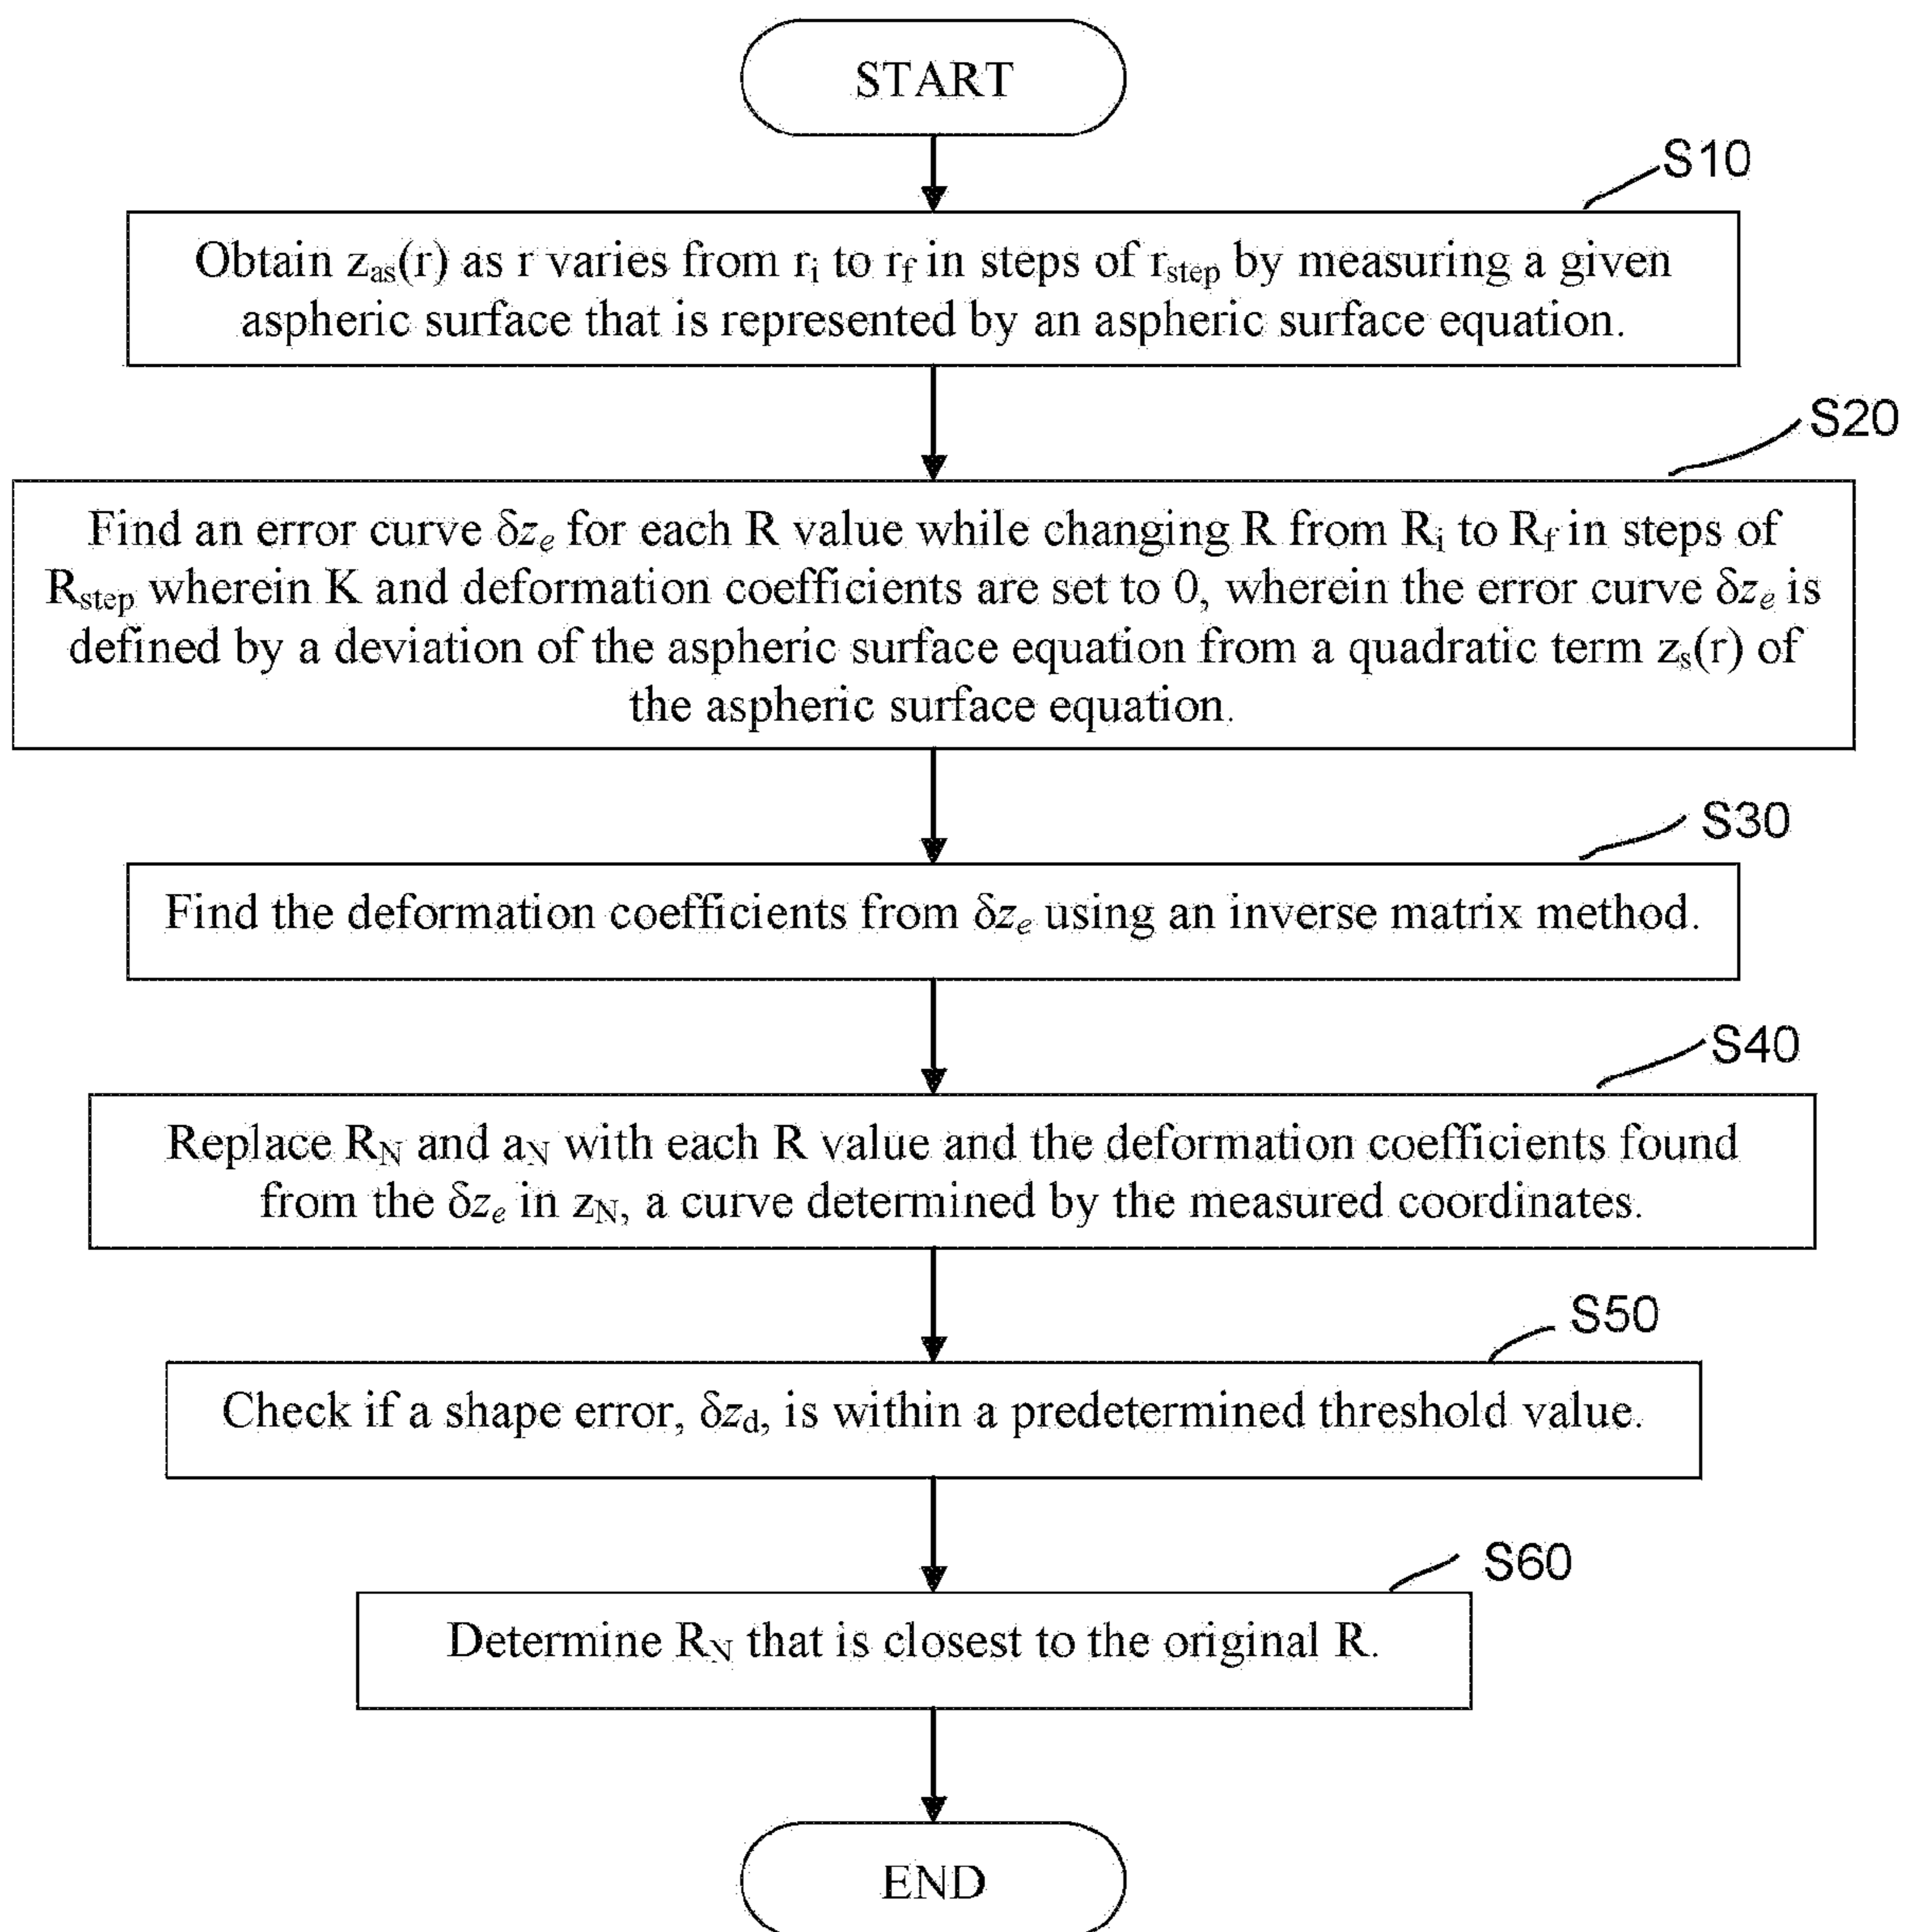 START
S10
Obtain zas(r) as r varies from ri to rf in steps of rstep by measuring a given
aspheric surface that is represented by an aspheric surface equation.
S20
Find an error curve δze for each R value while changing R from Ri to Rf in steps of
Rstep wherein K and deformation coefficients are set to 0, wherein the error curve δze is
defined by a deviation of the aspheric surface equation from a quadratic term zs(r) of
the aspheric surface equation.
S30
Find the deformation coefficients from δze using an inverse matrix method.
S40
Replace RN and aN with each R value and the deformation coefficients found
from the δze in zN, a curve determined by the measured coordinates.
S50
Check if a shape error, δzd, is within a predetermined threshold value.
S60
Determine RN that is closest to the original R.
END